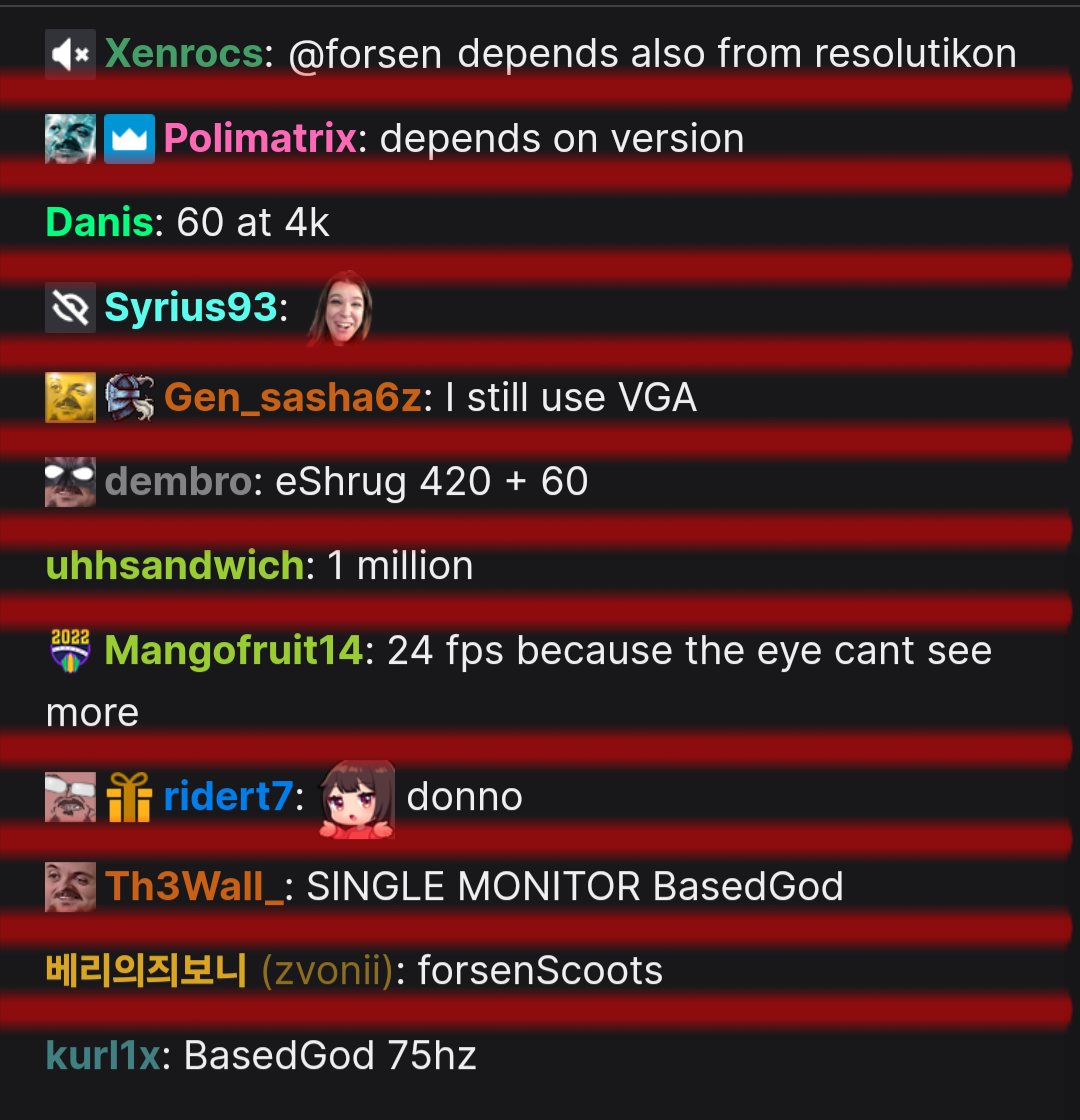 Xenrocs: @forsen depends also from resolutikon
Polimatrix: depends on version
Danis: 60 at 4k
Syrius93:
Gen_sasha6z: I still use VGA
dembro: eShrug 420 + 60
uhhsandwich: 1 million
2022 Mangofruit14: 24 fps because the eye cant see
more
ridert7: donno
Th3Wall_: SINGLE MONITOR BasedGod
베리의즤보니 (zvonii): forsenScoots
kurl1x: BasedGod 75hz